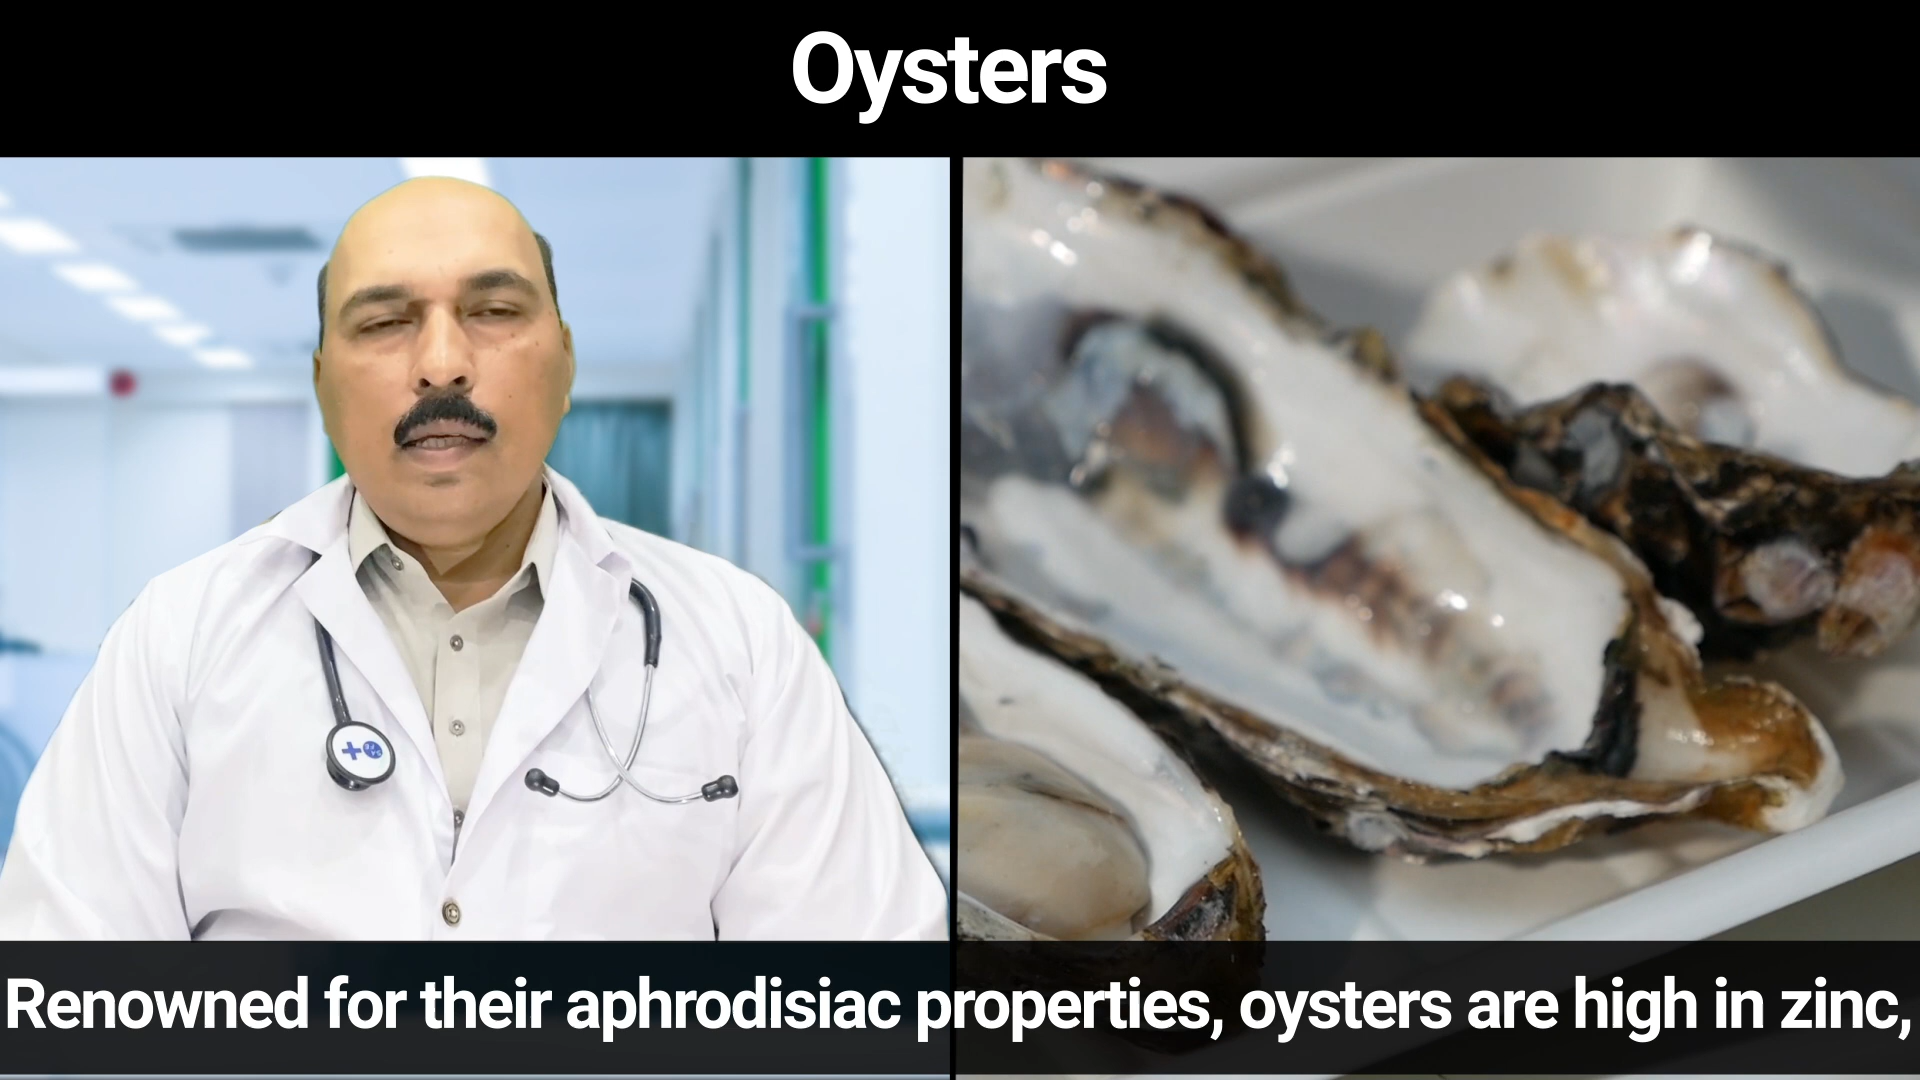 Oysters
Renowned for their aphrodisiac properties, oysters are high in zinc,